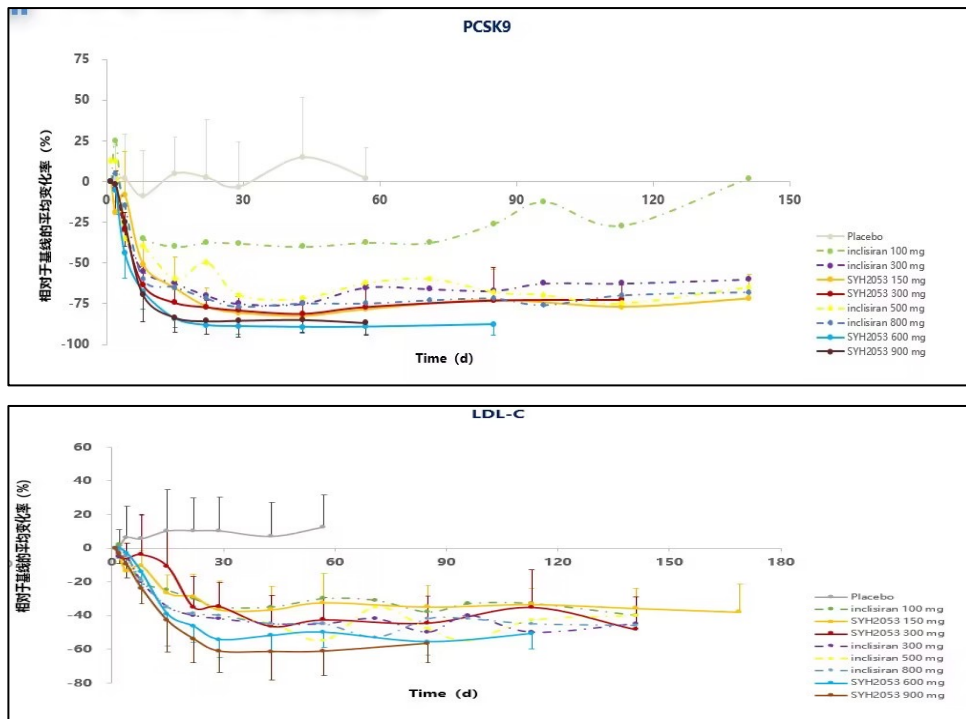 PCSK9
75
50
25
0
-25
-50
-75
-100
0
30
60
90
120
150
相对于基线的平均变化率（%）
Time（d）
Placebo
inclisiran 100 mg
inclisiran 300 mg
SYH2053 150 mg
SYH2053 300 mg
inclisiran 500 mg
inclisiran 800 mg
SYH2053 600 mg
SYH2053 900 mg
LDL-C
60
40
20
0
-20
-40
-60
-80
0
30
60
90
120
150
180
相对于基线的平均变化率（%）
Time（d）
Placebo
inclisiran 100 mg
SYH2053 150 mg
SYH2053 300 mg
inclisiran 300 mg
inclisiran 500 mg
inclisiran 800 mg
SYH2053 600 mg
SYH2053 900 mg